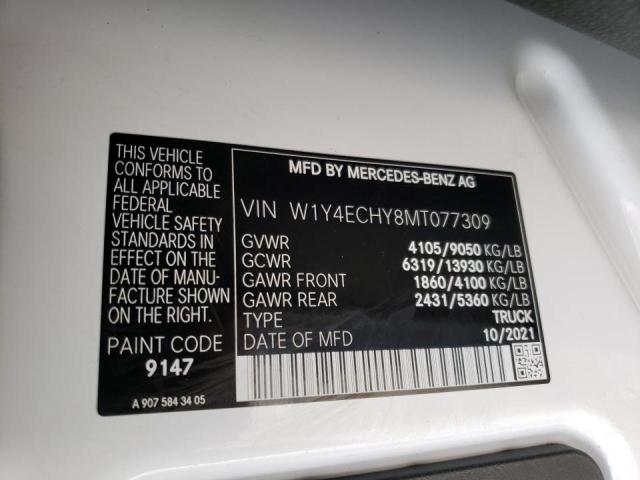 THIS VEHICLE
CONFORMS TO
ALL APPLICABLE
FEDERAL
VEHICLE SAFETY
STANDARDS IN
EFFECT ON THE
DATE OF MANU-
FACTURE SHOWN
ON THE RIGHT.
PAINT CODE
9147
A 907 584 34 05
MFD BY MERCEDES-BENZ AG
VIN W1Y4ECHY8MT077309
GVWR 4105/9050 KG/LB
GCWR 6319/13930 KG/LB
GAWR FRONT 1860/4100 KG/LB
GAWR REAR 2431/5360 KG/LB
TYPE TRUCK
DATE OF MFD 10/2021